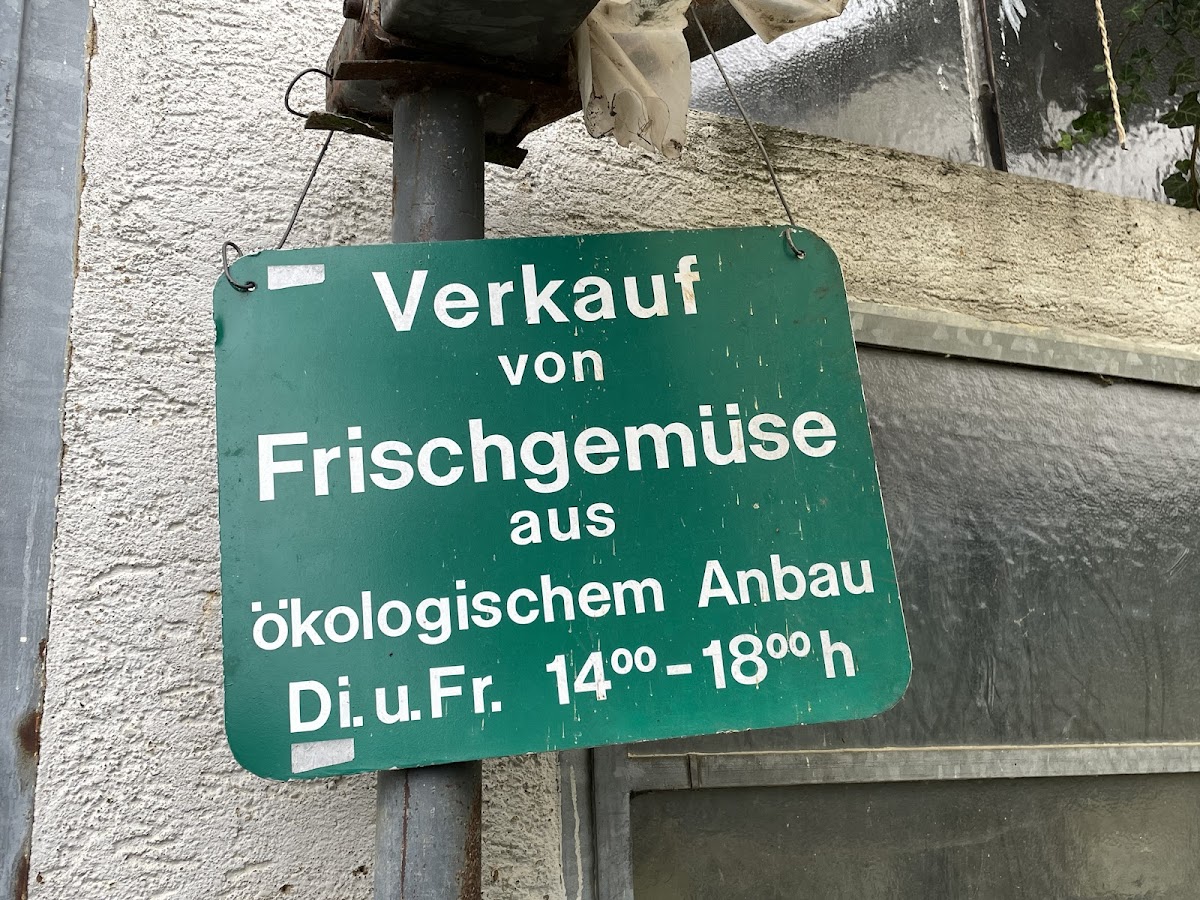 Verkauf
von
Frischgemüse
aus
ökologischem Anbau
Di. u. Fr. 14⁰⁰ - 18⁰⁰ h